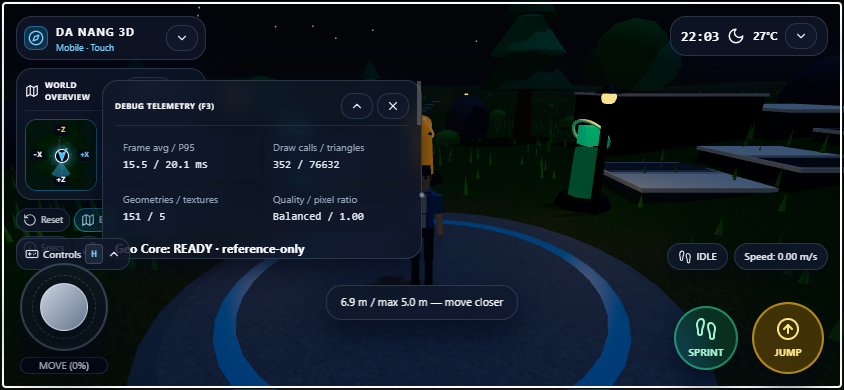 DA NANG 3D
Mobile · Touch
22:03
27°C
WORLD
OVERVIEW
-Z
-X
+X
+Z
DEBUG TELEMETRY (F3)
Frame avg / P95
Draw calls / triangles
15.5 / 20.1 ms
352 / 76632
Geometries / textures
Quality / pixel ratio
151 / 5
Balanced / 1.00
Reset
Specs
Geo Core: READY · reference-only
Controls
H
IDLE
Speed: 0.00 m/s
6.9 m / max 5.0 m — move closer
MOVE (0%)
SPRINT
JUMP